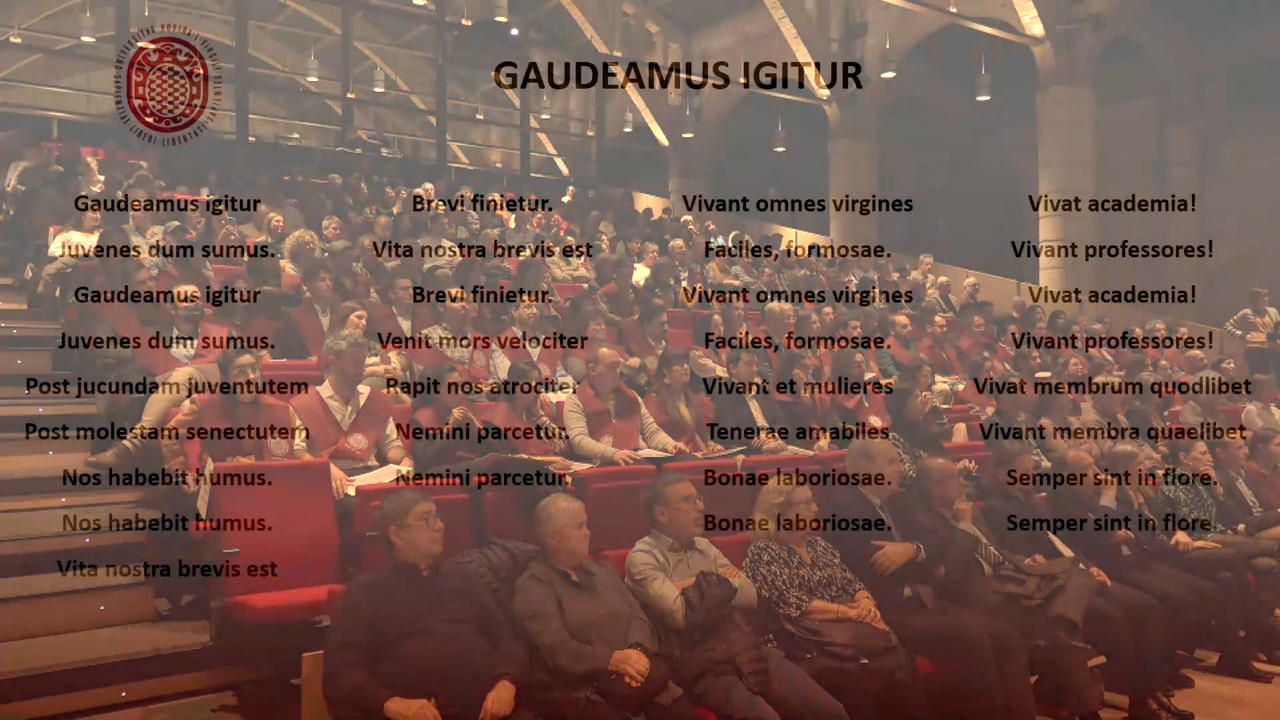 GAUDEAMUS IGITUR
Gaudeamus igitur
Juvenes dum sumus.
Gaudeamus igitur
Juvenes dum sumus.
Post jucundam juventutem
Post molestam senectutem
Nos habebit humus.
Nos habebit humus.
Vita nostra brevis est
Brevi finietur.
Vita nostra brevis est
Brevi finietur.
Venit mors velociter
Rapit nos atrociter
Nemini parcetur.
Nemini parcetur.
Vivant omnes virgines
Faciles, formosae.
Vivant omnes virgines
Faciles, formosae.
Vivant et mulieres
Tenerae amabiles
Bonae laboriosae.
Bonae laboriosae.
Vivat academia!
Vivant professores!
Vivat academia!
Vivant professores!
Vivat membrum quodlibet
Vivant membra quaelibet
Semper sint in flore.
Semper sint in flore.